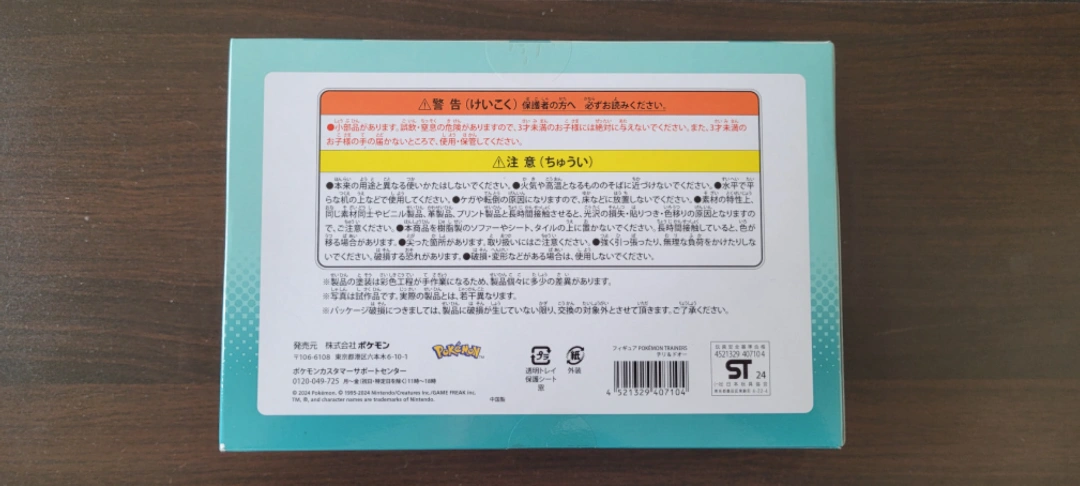 ⚠警告(けいこく) 保護者の方へ 必ずお読みください。
●小部品があります。誤飲・窒息の危険がありますので、3才未満のお子様には絶対に与えないでください。また、3才未満の
お子様の手の届かないところで、使用・保管してください。
⚠注意(ちゅうい)
●本来の用途と異なる使いかたはしないでください。●火気や高温となるもののそばに近づけないでください。●水平で平
らな机の上などで使用してください。●ケガや転倒の原因になりますので、床などに放置しないでください。●素材の特性上、
同じ素材同士やビニル製品、革製品、プリント製品と長時間接触させると、光沢の損失・貼りつき・色移りの原因となりますの
で、ご注意ください。●本商品を樹脂製のソファーやシート、タイルの上に置かないでください。長時間接触していると、色が
移る場合があります。●尖った箇所があります。取り扱いにはご注意ください。●強く引っ張ったり、無理な負荷をかけたりしな
いでください。破損する恐れがあります。●破損・変形などがある場合は、使用しないでください。
※製品の塗装は彩色工程が手作業になるため、製品個々に多少の差異があります。
※写真は試作品です。実際の製品とは、若干異なります。
※パッケージ破損につきましては、製品に破損が生じていない限り、交換の対象外とさせて頂きます。ご了承ください。
発売元 株式会社ポケモン
〒106-6108 東京都港区六本木6-10-1
ポケモンカスタマーサポートセンター
0120-049-725 月〜金(祝日・特定日を除く)11時〜18時
© 2024 Pokémon. © 1995-2024 Nintendo/Creatures Inc./GAME FREAK inc.
TM, ®, and character names are trademarks of Nintendo.
中国製
POKéMON
プラ
透明トレイ
保護シート
窓
紙
外装
フィギュア POKÉMON TRAINERS
チリ&ドオー
4 521329 407104
4521329 407104
ST 24